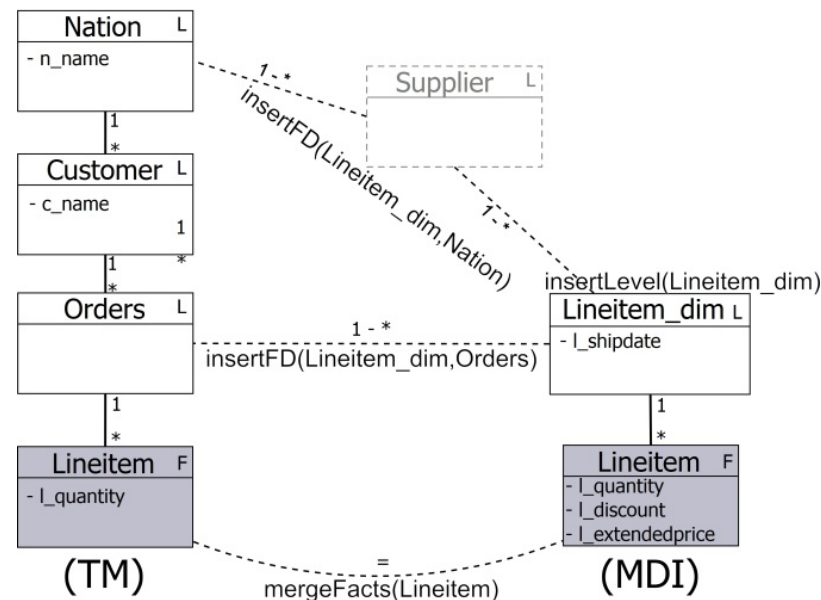 Nation L
- n_name
1
*
Customer L
- c_name
1
*
1
*
Orders L
1
*
Lineitem F
- l_quantity
(TM)
1 - *
insertFD(Lineitem_dim,Nation)
Supplier L
1 - *
insertLevel(Lineitem_dim)
Lineitem_dim L
- l_shipdate
1 - *
insertFD(Lineitem_dim,Orders)
1
*
Lineitem F
- l_quantity
- l_discount
- l_extendedprice
(MDI)
=
mergeFacts(Lineitem)